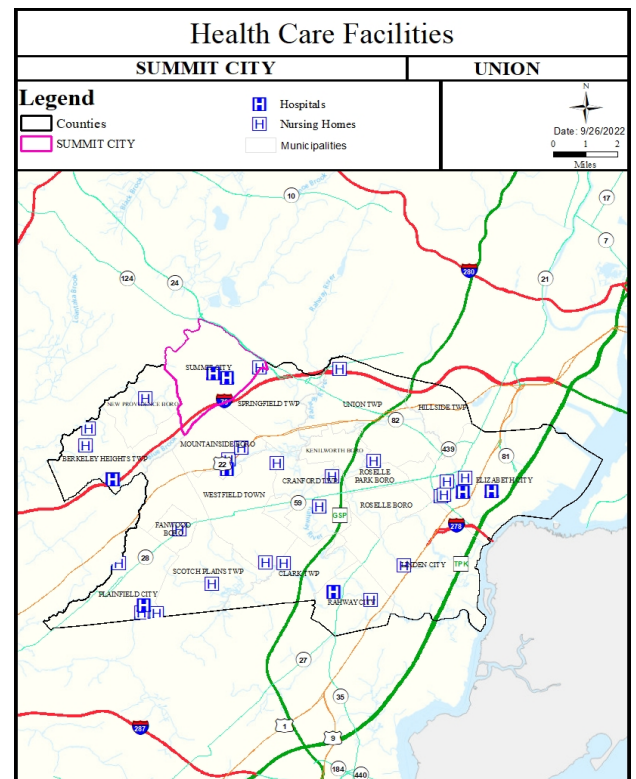 Health Care Facilities
SUMMIT CITY
UNION
Legend
Counties
SUMMIT CITY
H Hospitals
H Nursing Homes
Municipalities
N
Date: 9/26/2022
0 1 2
Miles
10
17
7
280
124
24
21
SUMMIT CITY
NEW PROVIDENCE BORO
SPRINGFIELD TWP
UNION TWP
HILLSIDE TWP
82
BERKELEY HEIGHTS TWP
MOUNTAINSIDE BORO
KENILWORTH BORO
439
81
22
CRANFORD TWP
ROSELLE
PARK BORO
ELIZABETH CITY
WESTFIELD TOWN
59
ROSELLE BORO
GSP
278
FANWOOD
BORO
28
SCOTCH PLAINS TWP
CLARK TWP
LINDEN CITY
TPK
PLAINFIELD CITY
RAHWAY CITY
27
35
287
1
9
184
440